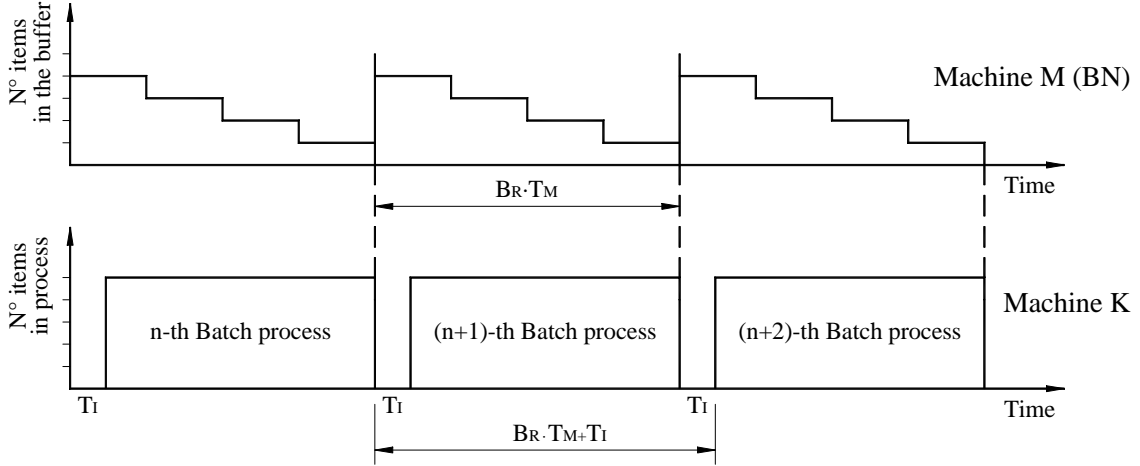 N° items
in the buffer
Machine M (BN)
Time
BR·TM
N° items
in process
n-th Batch process
(n+1)-th Batch process
(n+2)-th Batch process
Machine K
TI
TI
TI
Time
BR·TM+TI